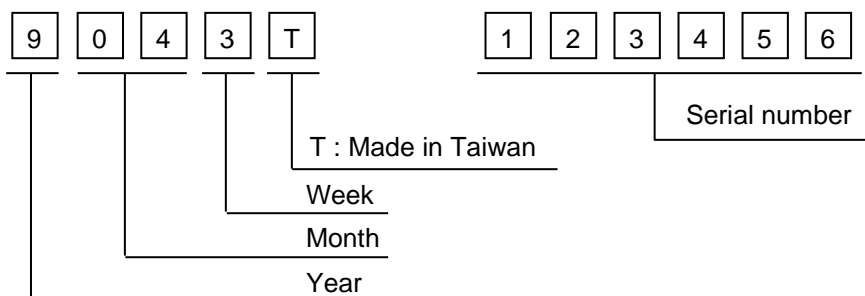 9 0 4 3 T 1 2 3 4 5 6
Serial number
T : Made in Taiwan
Week
Month
Year